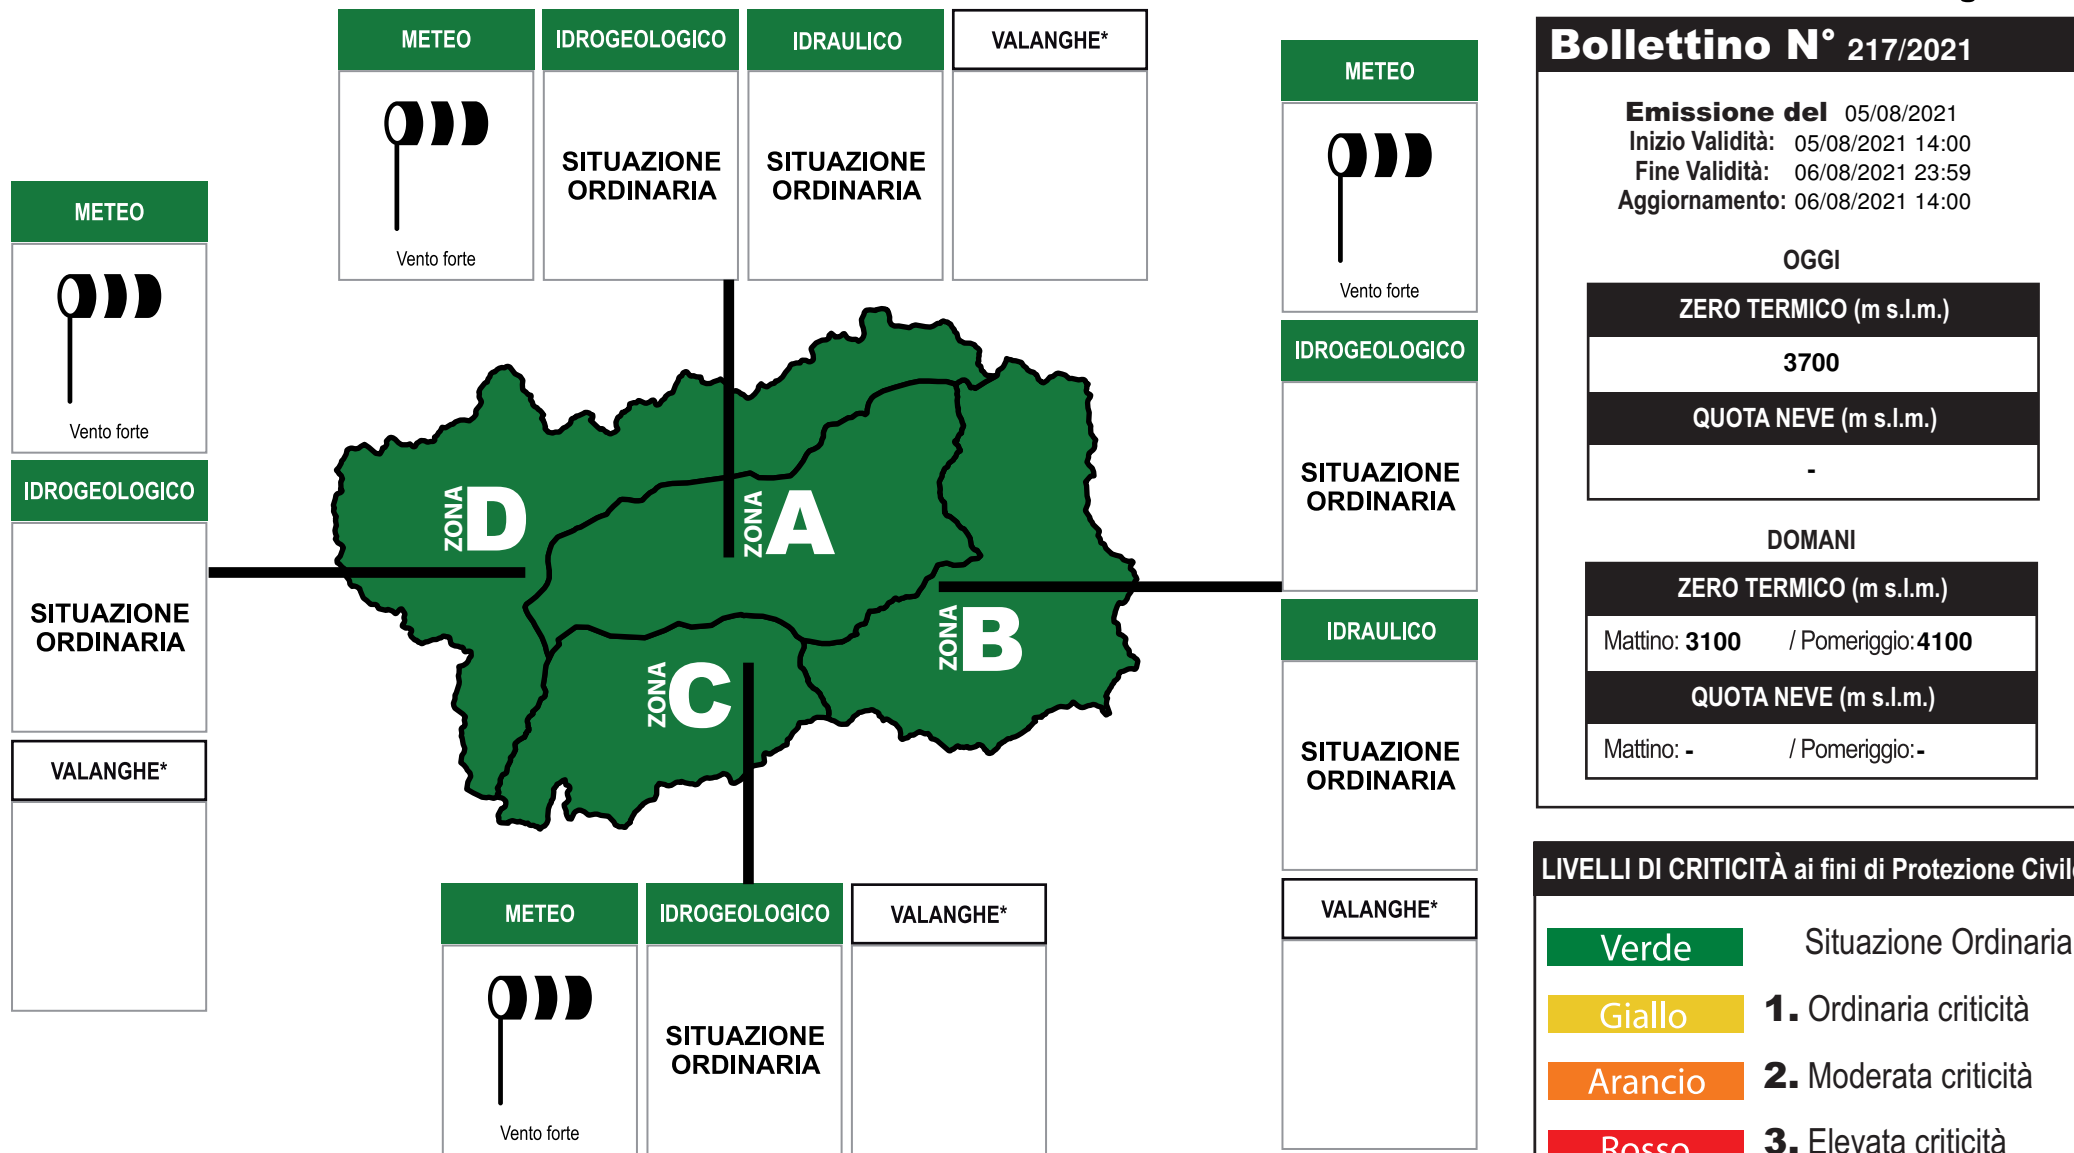 METEO
IDROGEOLOGICO
IDRAULICO
VALANGHE*
Vento forte
SITUAZIONE
ORDINARIA
SITUAZIONE
ORDINARIA
METEO
Vento forte
IDROGEOLOGICO
SITUAZIONE
ORDINARIA
VALANGHE*
ZONA D
ZONA A
ZONA B
ZONA C
METEO
Vento forte
IDROGEOLOGICO
SITUAZIONE
ORDINARIA
IDRAULICO
SITUAZIONE
ORDINARIA
VALANGHE*
METEO
IDROGEOLOGICO
VALANGHE*
Vento forte
SITUAZIONE
ORDINARIA
Bollettino N° 217/2021
Emissione del 05/08/2021
Inizio Validità: 05/08/2021 14:00
Fine Validità: 06/08/2021 23:59
Aggiornamento: 06/08/2021 14:00
OGGI
ZERO TERMICO (m s.l.m.)
3700
QUOTA NEVE (m s.l.m.)
-
DOMANI
ZERO TERMICO (m s.l.m.)
Mattino: 3100 / Pomeriggio: 4100
QUOTA NEVE (m s.l.m.)
Mattino: - / Pomeriggio: -
LIVELLI DI CRITICITÀ ai fini di Protezione Civile
Verde Situazione Ordinaria
Giallo 1. Ordinaria criticità
Arancio 2. Moderata criticità
Rosso 3. Elevata criticità